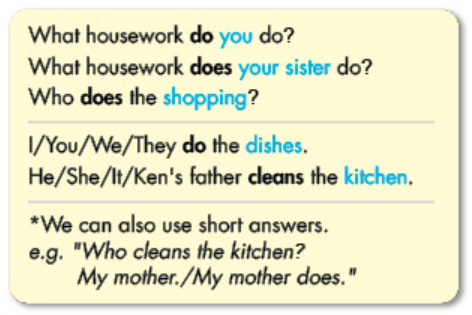 What housework do you do?
What housework does your sister do?
Who does the shopping?
I/You/We/They do the dishes.
He/She/It/Ken's father cleans the kitchen.
*We can also use short answers.
e.g. "Who cleans the kitchen?
My mother./My mother does."